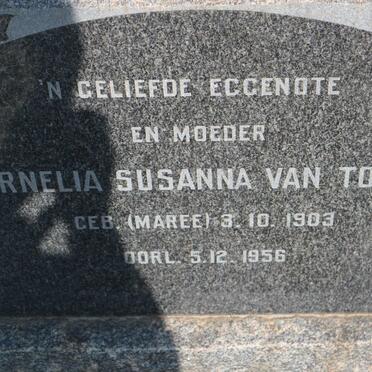 'N GELIEFDE EGGENOTE
EN MOEDER
RNELIA SUSANNA VAN TO
GEB. (MAREE) 3. 10. 1903
OORL. 5.12. 1956